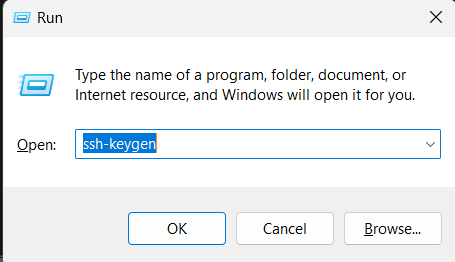 Run
Type the name of a program, folder, document, or
Internet resource, and Windows will open it for you.
Open: ssh-keygen
OK Cancel Browse...